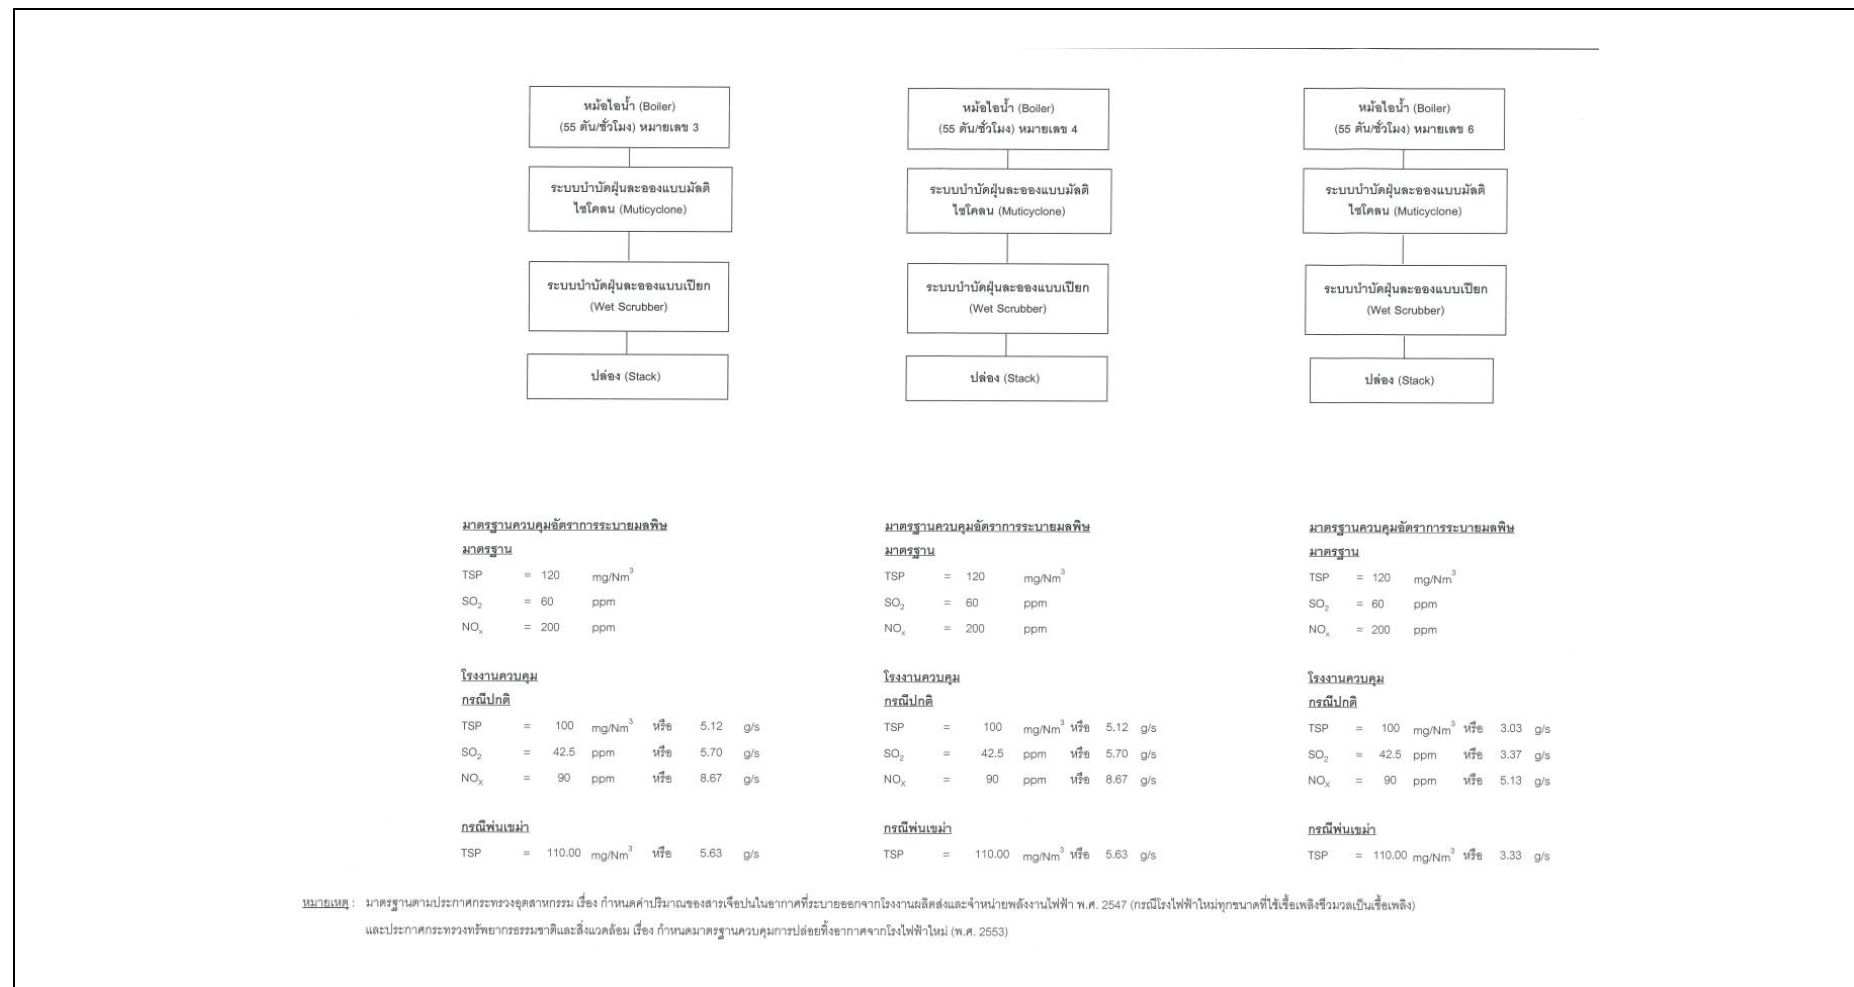 หม้อไอน้ำ (Boiler)
(55 ตัน/ชั่วโมง) หมายเลข 3
ระบบบำบัดฝุ่นละอองแบบมัลติ
ไซโคลน (Muticyclone)
ระบบบำบัดฝุ่นละอองแบบเปียก
(Wet Scrubber)
ปล่อง (Stack)
หม้อไอน้ำ (Boiler)
(55 ตัน/ชั่วโมง) หมายเลข 4
ระบบบำบัดฝุ่นละอองแบบมัลติ
ไซโคลน (Muticyclone)
ระบบบำบัดฝุ่นละอองแบบเปียก
(Wet Scrubber)
ปล่อง (Stack)
หม้อไอน้ำ (Boiler)
(55 ตัน/ชั่วโมง) หมายเลข 6
ระบบบำบัดฝุ่นละอองแบบมัลติ
ไซโคลน (Muticyclone)
ระบบบำบัดฝุ่นละอองแบบเปียก
(Wet Scrubber)
ปล่อง (Stack)
มาตรฐานควบคุมอัตราการระบายมลพิษ
มาตรฐาน
TSP = 120 mg/Nm³
SO₂ = 60 ppm
NOₓ = 200 ppm
โรงงานควบคุม
กรณีปกติ
TSP = 100 mg/Nm³ หรือ 5.12 g/s
SO₂ = 42.5 ppm หรือ 5.70 g/s
NOₓ = 90 ppm หรือ 8.67 g/s
กรณีพ่นเขม่า
TSP = 110.00 mg/Nm³ หรือ 5.63 g/s
มาตรฐานควบคุมอัตราการระบายมลพิษ
มาตรฐาน
TSP = 120 mg/Nm³
SO₂ = 60 ppm
NOₓ = 200 ppm
โรงงานควบคุม
กรณีปกติ
TSP = 100 mg/Nm³ หรือ 5.12 g/s
SO₂ = 42.5 ppm หรือ 5.70 g/s
NOₓ = 90 ppm หรือ 8.67 g/s
กรณีพ่นเขม่า
TSP = 110.00 mg/Nm³ หรือ 5.63 g/s
มาตรฐานควบคุมอัตราการระบายมลพิษ
มาตรฐาน
TSP = 120 mg/Nm³
SO₂ = 60 ppm
NOₓ = 200 ppm
โรงงานควบคุม
กรณีปกติ
TSP = 100 mg/Nm³ หรือ 3.03 g/s
SO₂ = 42.5 ppm หรือ 3.37 g/s
NOₓ = 90 ppm หรือ 5.13 g/s
กรณีพ่นเขม่า
TSP = 110.00 mg/Nm³ หรือ 3.33 g/s
หมายเหตุ : มาตรฐานตามประกาศกระทรวงอุตสาหกรรม เรื่อง กำหนดค่าปริมาณของสารเจือปนในอากาศที่ระบายออกจากโรงงานผลิตส่งและจำหน่ายพลังงานไฟฟ้า พ.ศ. 2547 (กรณีโรงไฟฟ้าใหม่ทุกขนาดที่ใช้เชื้อเพลิงชีวมวลเป็นเชื้อเพลิง)
และประกาศกระทรวงทรัพยากรธรรมชาติและสิ่งแวดล้อม เรื่อง กำหนดมาตรฐานควบคุมการปล่อยทิ้งอากาศจากโรงไฟฟ้าใหม่ (พ.ศ. 2553)